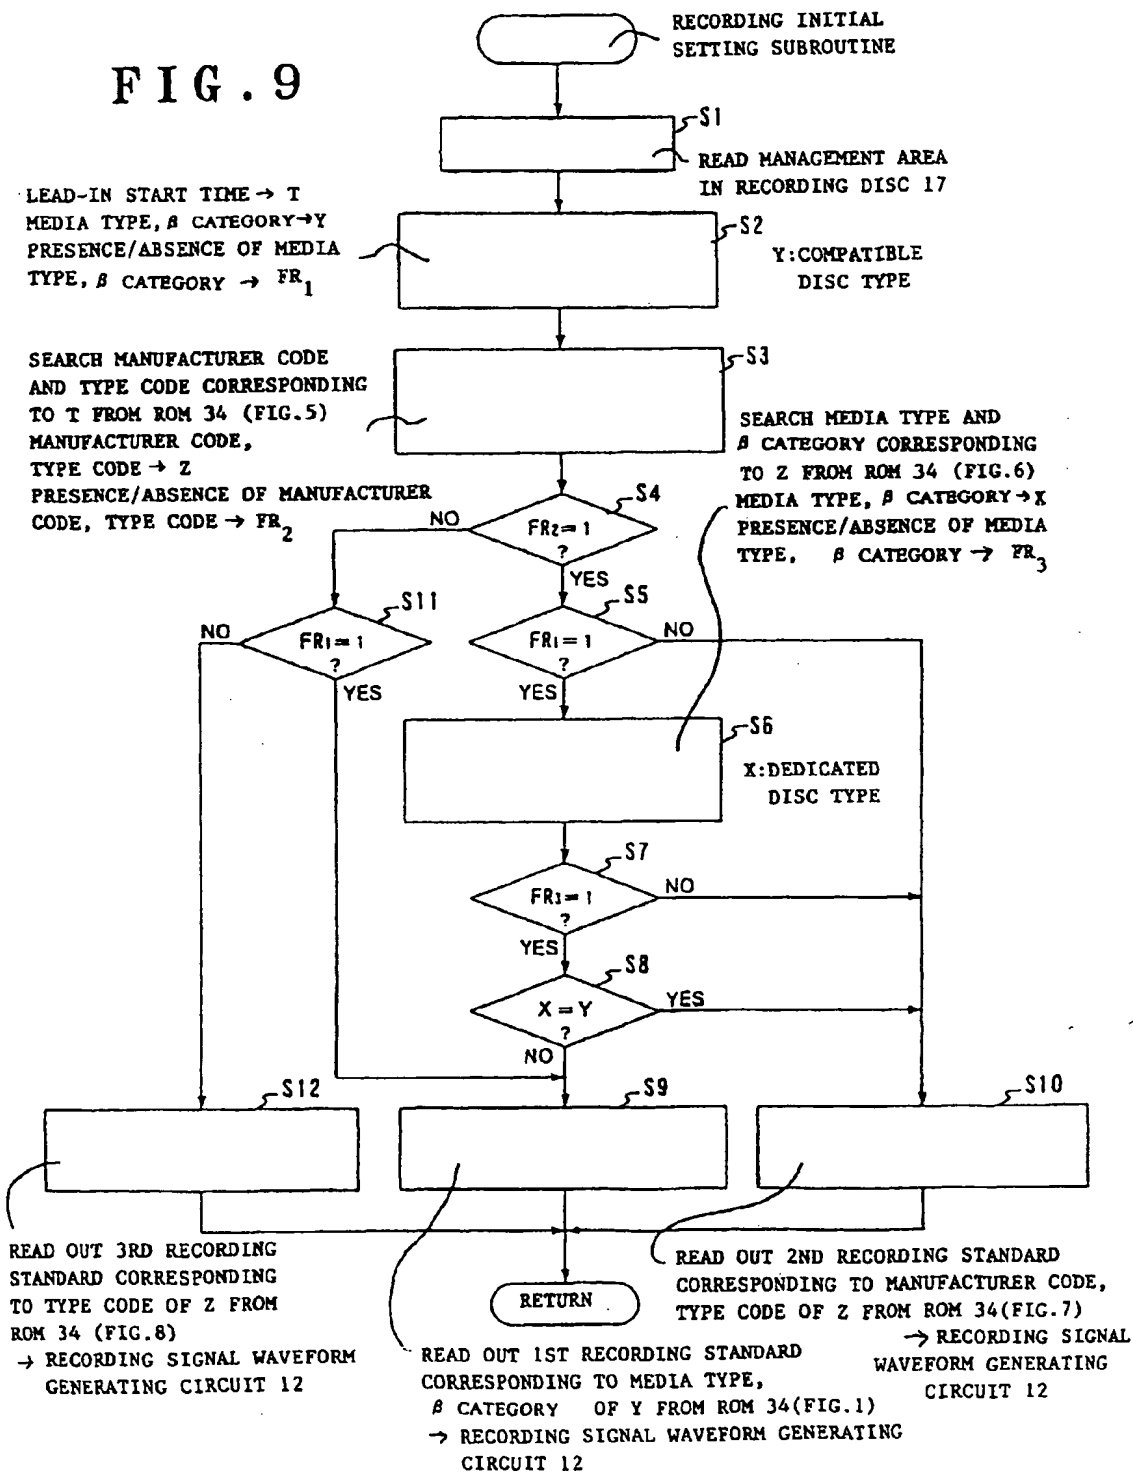 FIG.9
RECORDING INITIAL
SETTING SUBROUTINE
S1
READ MANAGEMENT AREA
IN RECORDING DISC 17
LEAD-IN START TIME → T
MEDIA TYPE, β CATEGORY→Y
PRESENCE/ABSENCE OF MEDIA
TYPE, β CATEGORY → FR1
S2
Y:COMPATIBLE
DISC TYPE
SEARCH MANUFACTURER CODE
AND TYPE CODE CORRESPONDING
TO T FROM ROM 34 (FIG.5)
MANUFACTURER CODE,
TYPE CODE → Z
PRESENCE/ABSENCE OF MANUFACTURER
CODE, TYPE CODE → FR2
S3
SEARCH MEDIA TYPE AND
β CATEGORY CORRESPONDING
TO Z FROM ROM 34 (FIG.6)
MEDIA TYPE, β CATEGORY→X
PRESENCE/ABSENCE OF MEDIA
TYPE, β CATEGORY → FR3
S4
FR2=1
?
NO
YES
S11
FR1=1
?
NO
YES
S5
FR1=1
?
NO
YES
S6
X:DEDICATED
DISC TYPE
S7
FR3=1
?
NO
YES
S8
X=Y
?
YES
NO
S12
S9
S10
READ OUT 3RD RECORDING
STANDARD CORRESPONDING
TO TYPE CODE OF Z FROM
ROM 34 (FIG.8)
→ RECORDING SIGNAL WAVEFORM
GENERATING CIRCUIT 12
RETURN
READ OUT 1ST RECORDING STANDARD
CORRESPONDING TO MEDIA TYPE,
β CATEGORY OF Y FROM ROM 34(FIG.1)
→ RECORDING SIGNAL WAVEFORM GENERATING
CIRCUIT 12
READ OUT 2ND RECORDING STANDARD
CORRESPONDING TO MANUFACTURER CODE,
TYPE CODE OF Z FROM ROM 34(FIG.7)
→ RECORDING SIGNAL
WAVEFORM GENERATING
CIRCUIT 12